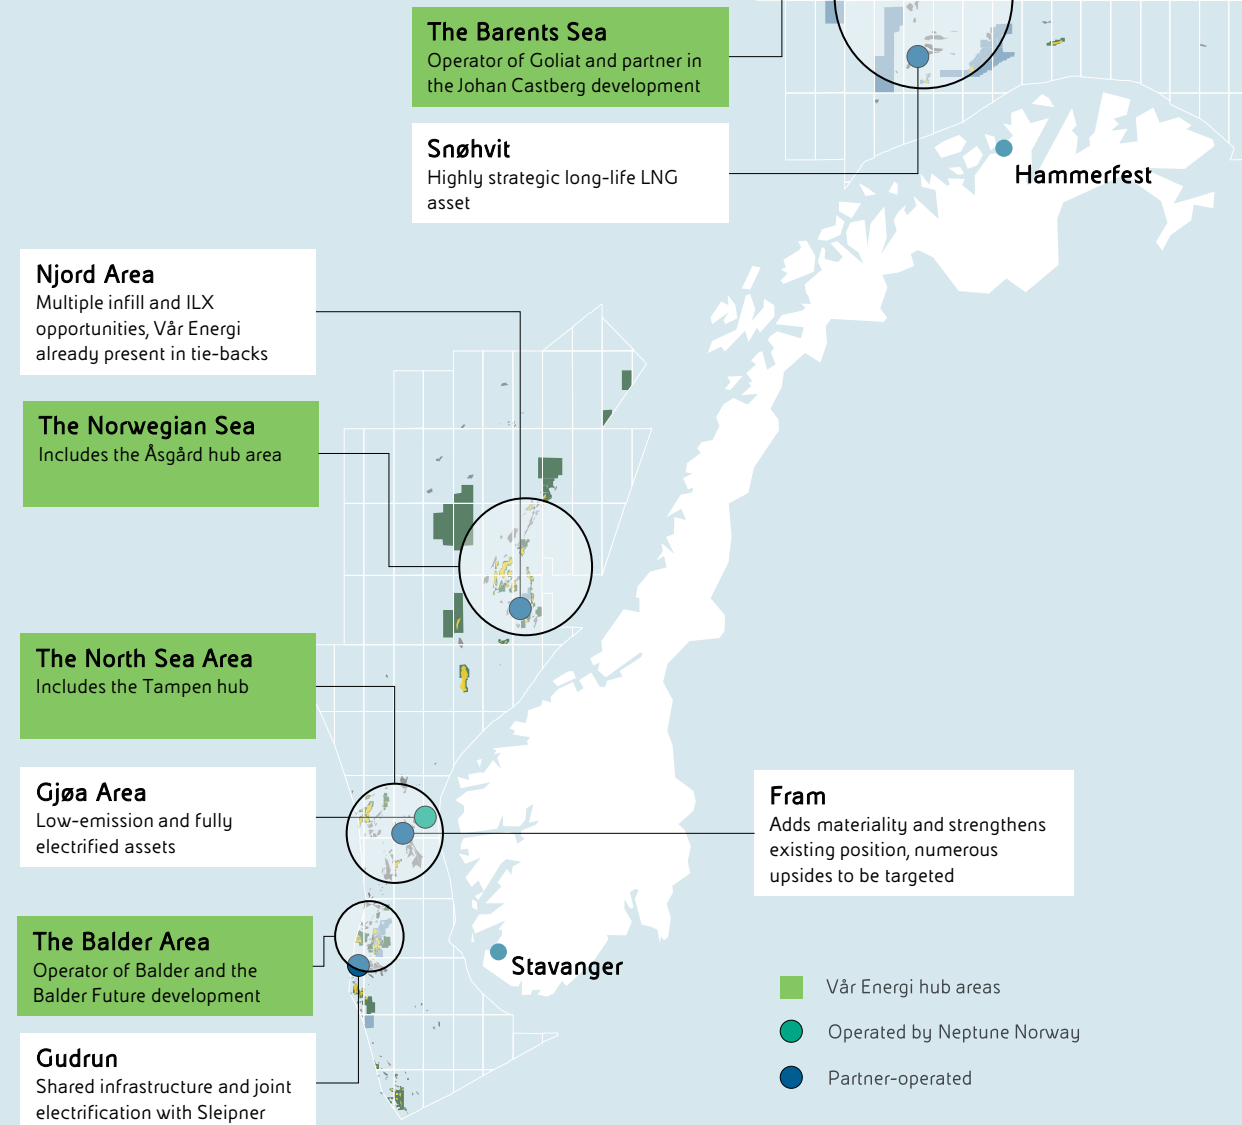 The Barents Sea
Operator of Goliat and partner in
the Johan Castberg development
Snøhvit
Highly strategic long-life LNG
asset
Hammerfest
Njord Area
Multiple infill and ILX
opportunities, Vår Energi
already present in tie-backs
The Norwegian Sea
Includes the Åsgård hub area
The North Sea Area
Includes the Tampen hub
Gjøa Area
Low-emission and fully
electrified assets
Fram
Adds materiality and strengthens
existing position, numerous
upsides to be targeted
The Balder Area
Operator of Balder and the
Balder Future development
Stavanger
Gudrun
Shared infrastructure and joint
electrification with Sleipner
Vår Energi hub areas
Operated by Neptune Norway
Partner-operated